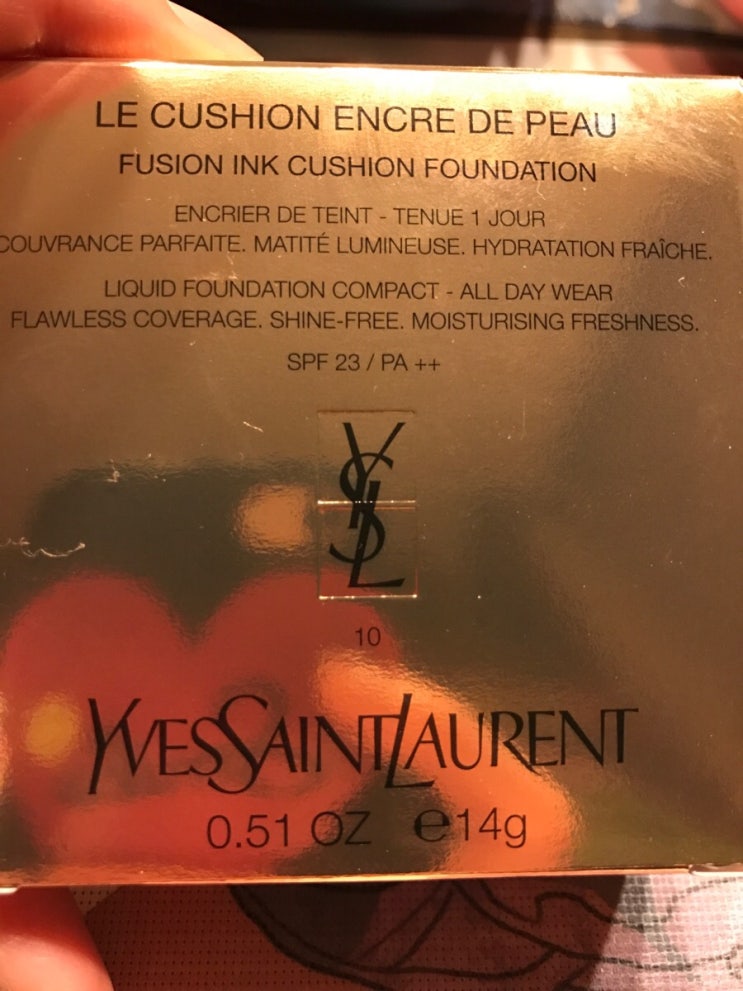 LE CUSHION ENCRE DE PEAU
FUSION INK CUSHION FOUNDATION
ENCRIER DE TEINT - TENUE 1 JOUR
COUVRANCE PARFAITE. MATITÉ LUMINEUSE. HYDRATATION FRAÎCHE.
LIQUID FOUNDATION COMPACT - ALL DAY WEAR
FLAWLESS COVERAGE. SHINE-FREE. MOISTURISING FRESHNESS.
SPF 23 / PA ++
YSL
10
YVESSAINTLAURENT
0.51 OZ ℮14g